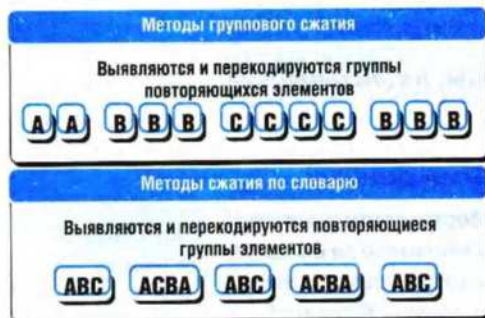 Методы группового сжатия
Выявляются и перекодируются группы
повторяющихся элементов
A A B B B C C C C B B B
Методы сжатия по словарю
Выявляются и перекодируются повторяющиеся
группы элементов
ABC ACBA ABC ACBA ABC